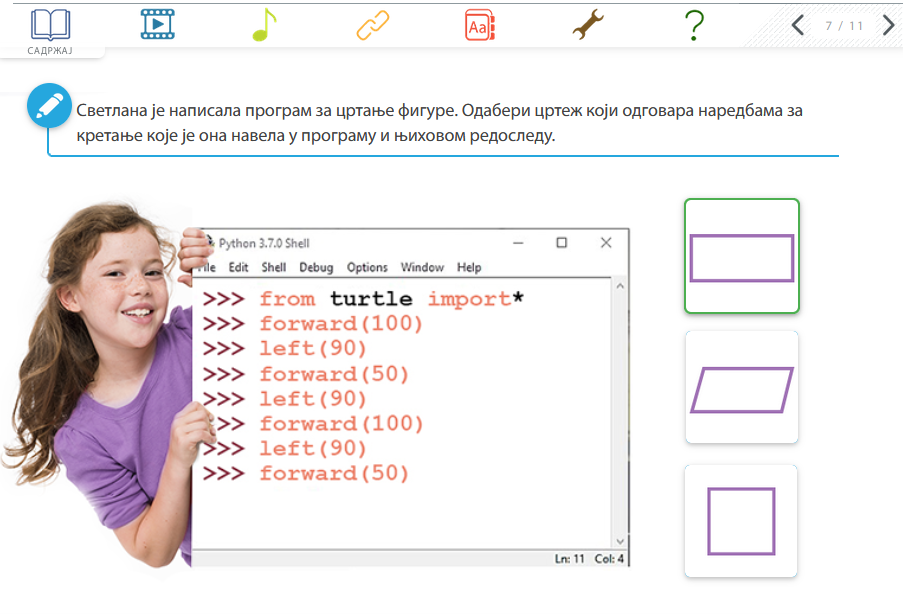 7 / 11
САДРЖАЈ
Aa
?
Светлана је написала програм за цртање фигуре. Одабери цртеж који одговара наредбама за
кретање које је она навела у програму и њиховом редоследу.
Python 3.7.0 Shell
File Edit Shell Debug Options Window Help
>>> from turtle import*
>>> forward(100)
>>> left(90)
>>> forward(50)
>>> left(90)
>>> forward(100)
>>> left(90)
>>> forward(50)
Ln: 11 Col: 4